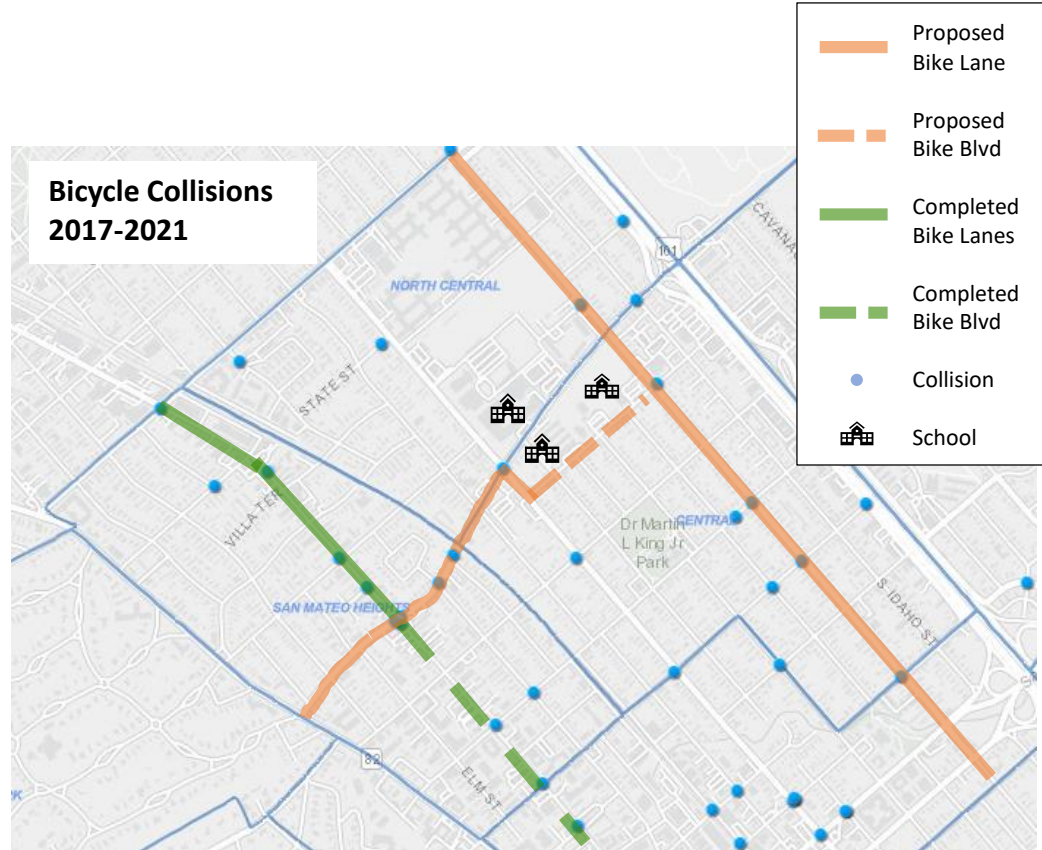 Proposed
Bike Lane
Proposed
Bike Blvd
Completed
Bike Lanes
Completed
Bike Blvd
Collision
School
Bicycle Collisions
2017-2021
101
NORTH CENTRAL
STATE ST
VILLA TER
Dr Martin
L King Jr
Park
CENTRAL
S IDAHO ST
SAN MATEO HEIGHTS
82
ELM ST